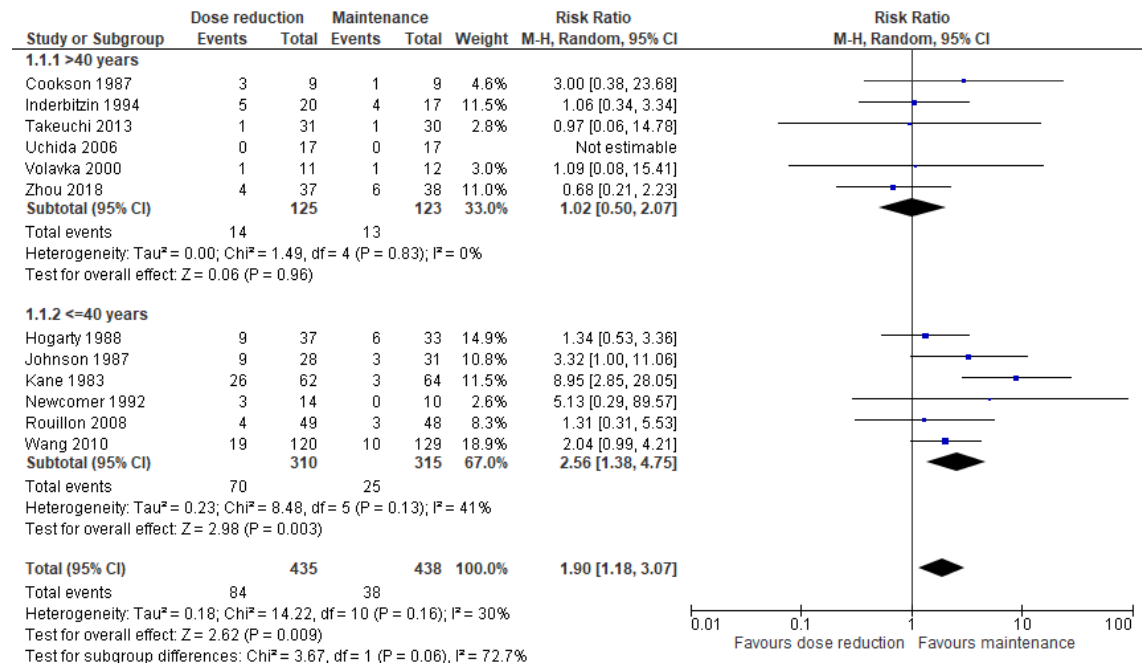 Dose reduction Maintenance Risk Ratio Risk Ratio
Study or Subgroup Events Total Events Total Weight M-H, Random, 95% CI M-H, Random, 95% CI
1.1.1 >40 years
Cookson 1987 3 9 1 9 4.6% 3.00 [0.38, 23.68]
Inderbitzin 1994 5 20 4 17 11.5% 1.06 [0.34, 3.34]
Takeuchi 2013 1 31 1 30 2.8% 0.97 [0.06, 14.78]
Uchida 2006 0 17 0 17 Not estimable
Volavka 2000 1 11 1 12 3.0% 1.09 [0.08, 15.41]
Zhou 2018 4 37 6 38 11.0% 0.68 [0.21, 2.23]
Subtotal (95% CI) 125 123 33.0% 1.02 [0.50, 2.07]
Total events 14 13
Heterogeneity: Tau² = 0.00; Chi² = 1.49, df = 4 (P = 0.83); I² = 0%
Test for overall effect: Z = 0.06 (P = 0.96)
1.1.2 <=40 years
Hogarty 1988 9 37 6 33 14.9% 1.34 [0.53, 3.36]
Johnson 1987 9 28 3 31 10.8% 3.32 [1.00, 11.06]
Kane 1983 26 62 3 64 11.5% 8.95 [2.85, 28.05]
Newcomer 1992 3 14 0 10 2.6% 5.13 [0.29, 89.57]
Rouillon 2008 4 49 3 48 8.3% 1.31 [0.31, 5.53]
Wang 2010 19 120 10 129 18.9% 2.04 [0.99, 4.21]
Subtotal (95% CI) 310 315 67.0% 2.56 [1.38, 4.75]
Total events 70 25
Heterogeneity: Tau² = 0.23; Chi² = 8.48, df = 5 (P = 0.13); I² = 41%
Test for overall effect: Z = 2.98 (P = 0.003)
Total (95% CI) 435 438 100.0% 1.90 [1.18, 3.07]
Total events 84 38
Heterogeneity: Tau² = 0.18; Chi² = 14.22, df = 10 (P = 0.16); I² = 30%
Test for overall effect: Z = 2.62 (P = 0.009)
Test for subgroup differences: Chi² = 3.67, df = 1 (P = 0.06), I² = 72.7%
0.01 0.1 1 10 100
Favours dose reduction Favours maintenance